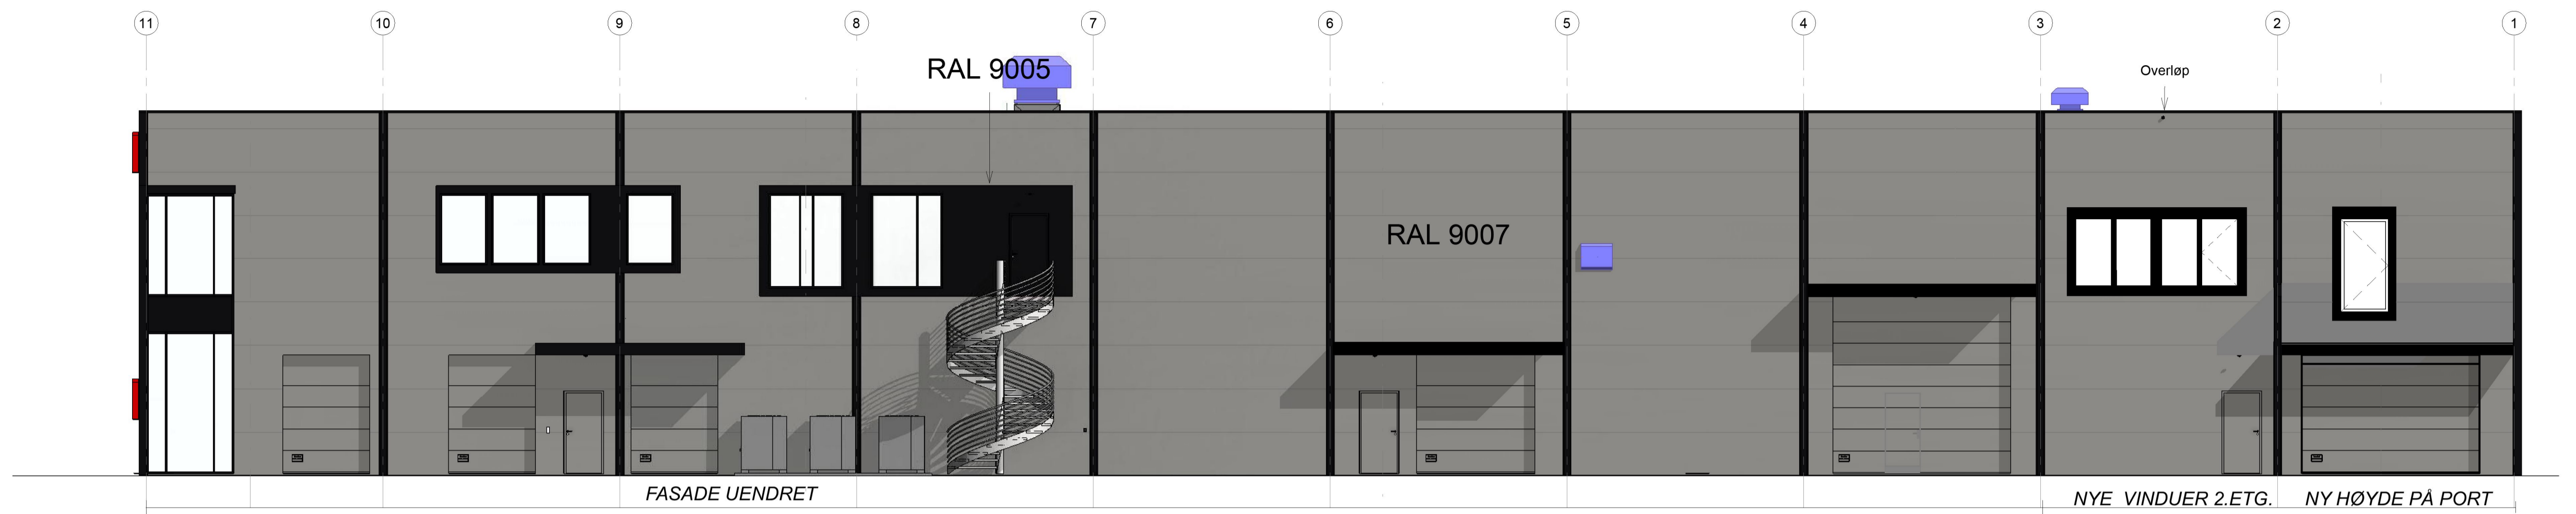 11 10 9 8 7 6 5 4 3 2 1
RAL 9005
Overløp
RAL 9007
FASADE UENDRET
NYE VINDUER 2.ETG.
NY HØYDE PÅ PORT